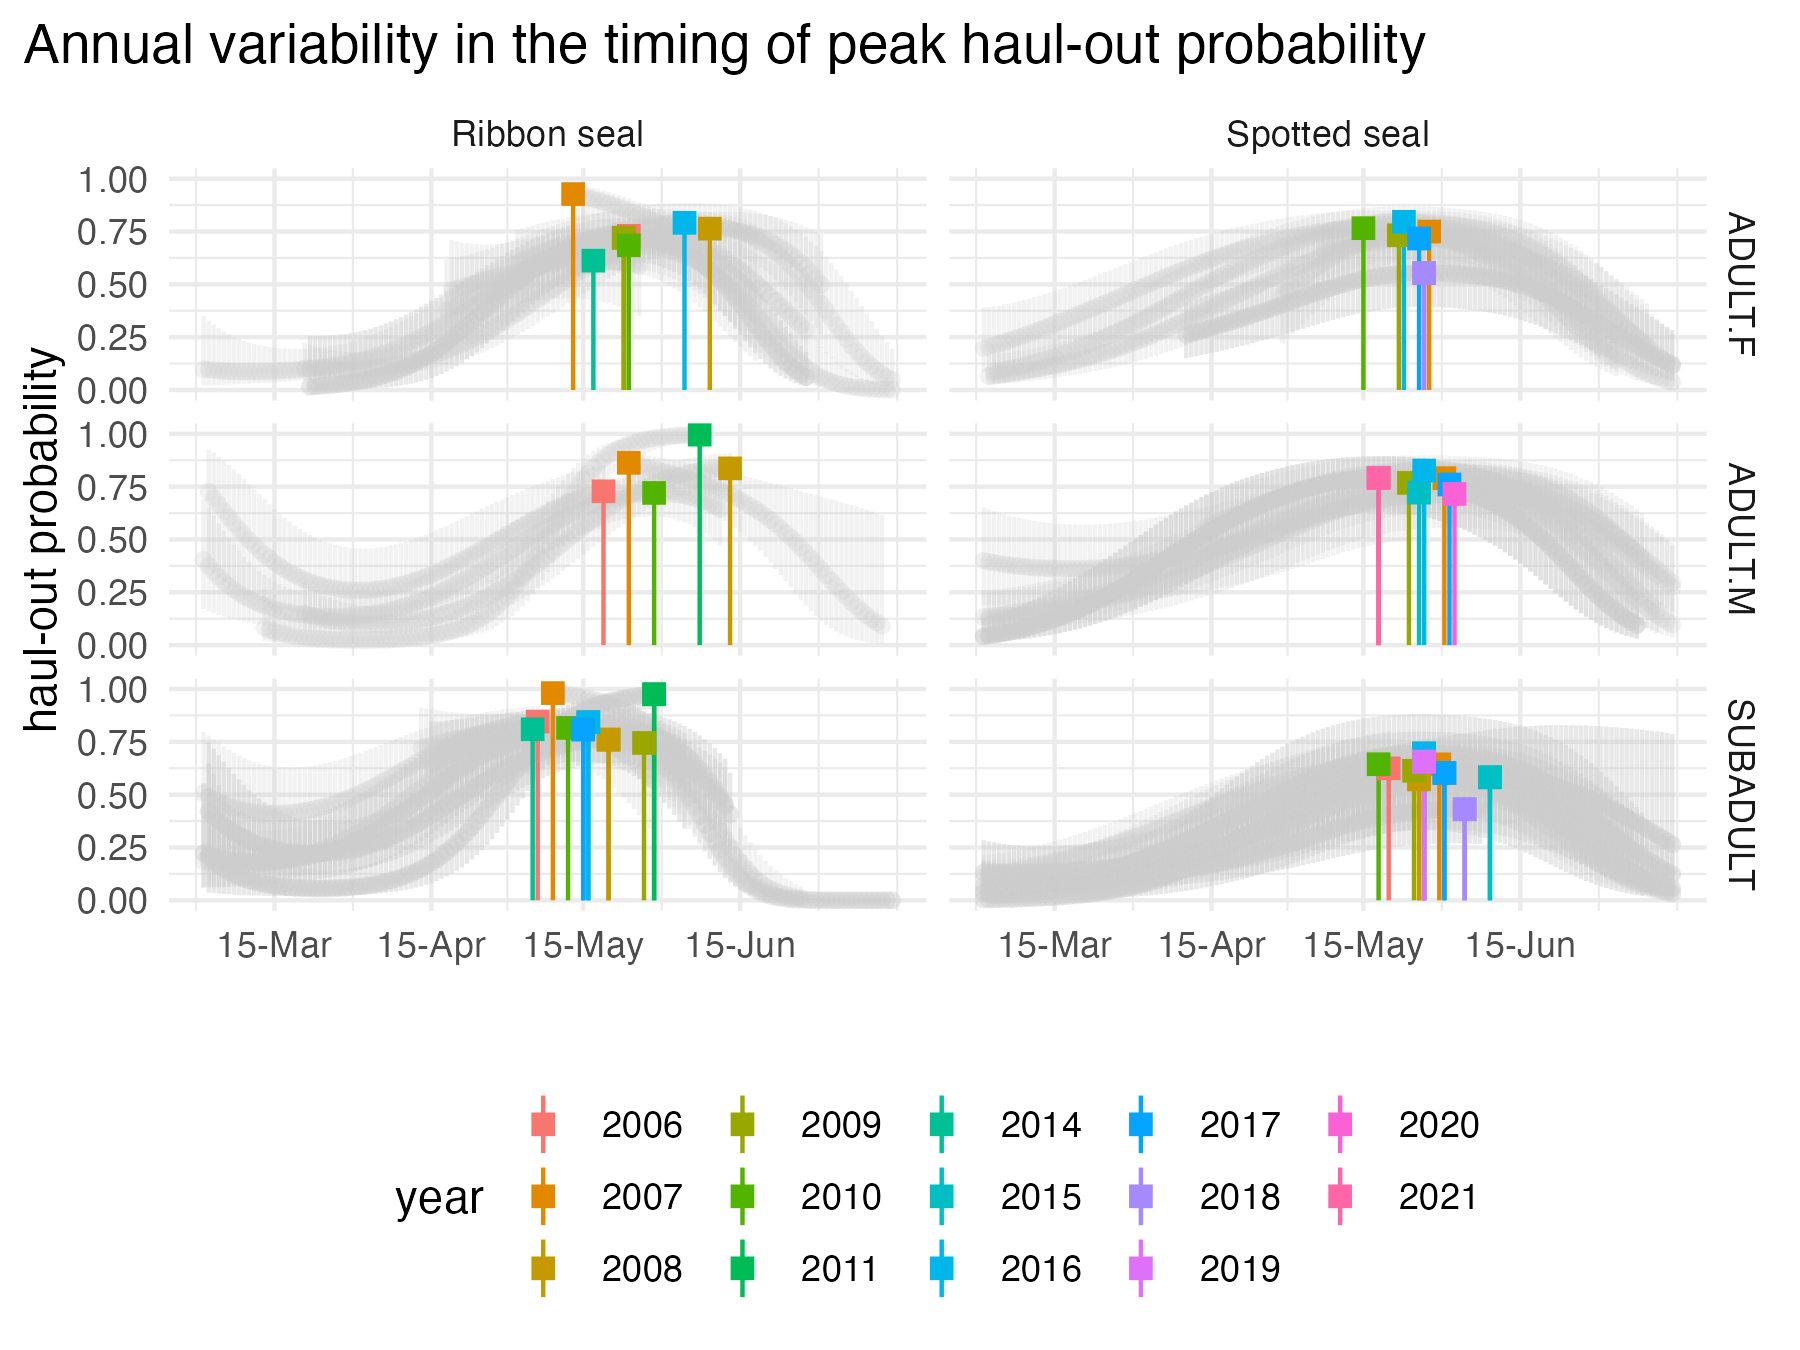 Annual variability in the timing of peak haul-out probability
Ribbon seal
Spotted seal
haul-out probability
1.00
0.75
0.50
0.25
0.00
ADULT.F
1.00
0.75
0.50
0.25
0.00
ADULT.M
1.00
0.75
0.50
0.25
0.00
SUBADULT
15-Mar 15-Apr 15-May 15-Jun
15-Mar 15-Apr 15-May 15-Jun
year
2006 2009 2014 2017 2020
2007 2010 2015 2018 2021
2008 2011 2016 2019